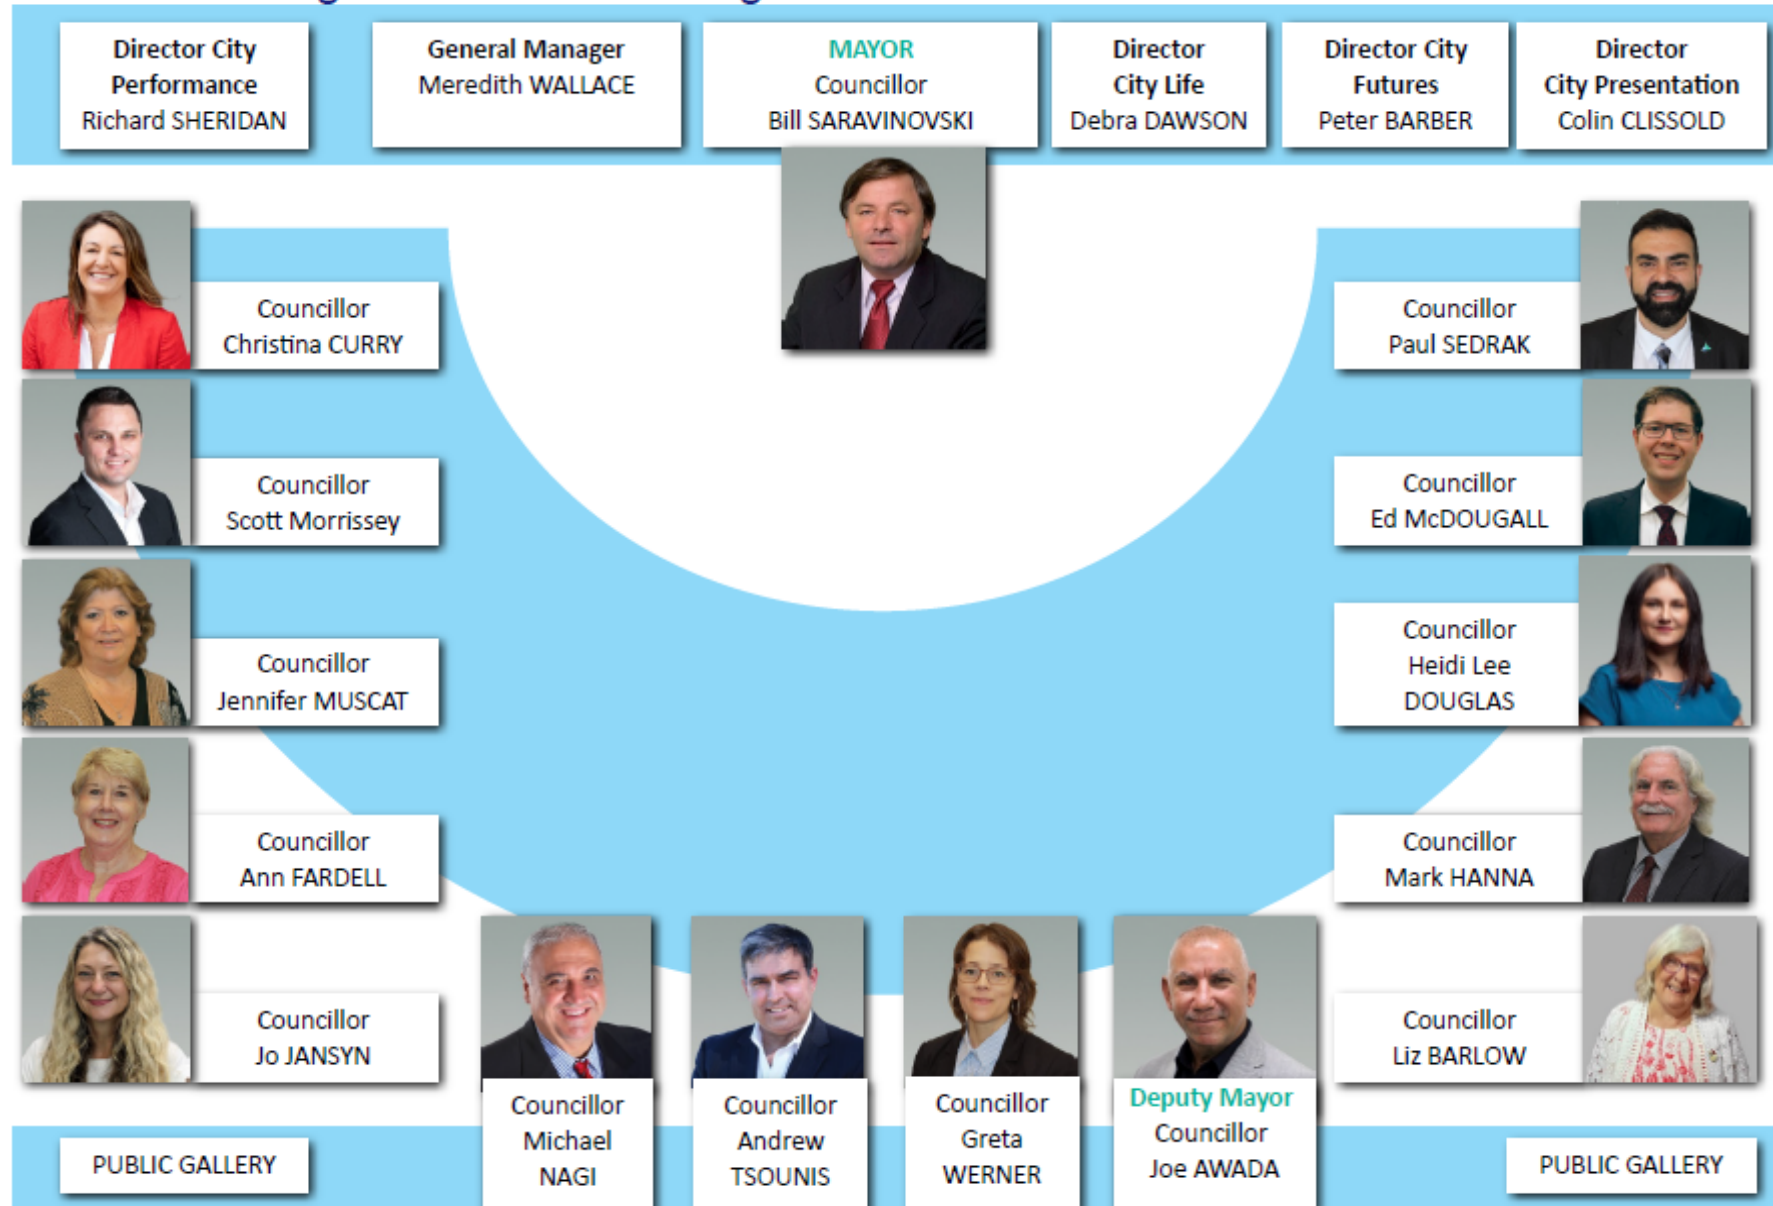 Director City
Performance
Richard SHERIDAN
General Manager
Meredith WALLACE
MAYOR
Councillor
Bill SARAVINOVSKI
Director
City Life
Debra DAWSON
Director City
Futures
Peter BARBER
Director
City Presentation
Colin CLISSOLD
Councillor
Christina CURRY
Councillor
Paul SEDRAK
Councillor
Scott Morrissey
Councillor
Ed McDOUGALL
Councillor
Jennifer MUSCAT
Councillor
Heidi Lee
DOUGLAS
Councillor
Ann FARDELL
Councillor
Mark HANNA
Councillor
Jo JANSYN
Councillor
Liz BARLOW
Councillor
Michael
NAGI
Councillor
Andrew
TSOUNIS
Councillor
Greta
WERNER
Deputy Mayor
Councillor
Joe AWADA
PUBLIC GALLERY
PUBLIC GALLERY